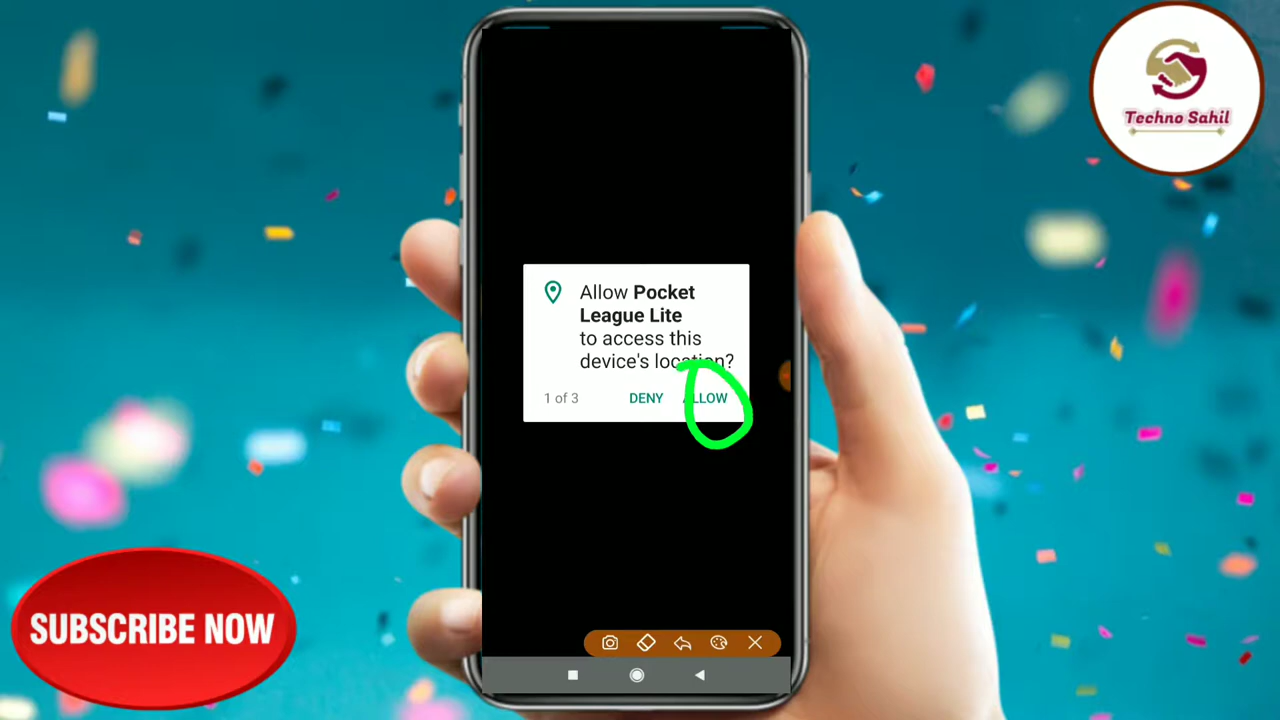 Techno Sahil
Allow Pocket
League Lite
to access this
device's location?
1 of 3 DENY ALLOW
SUBSCRIBE NOW